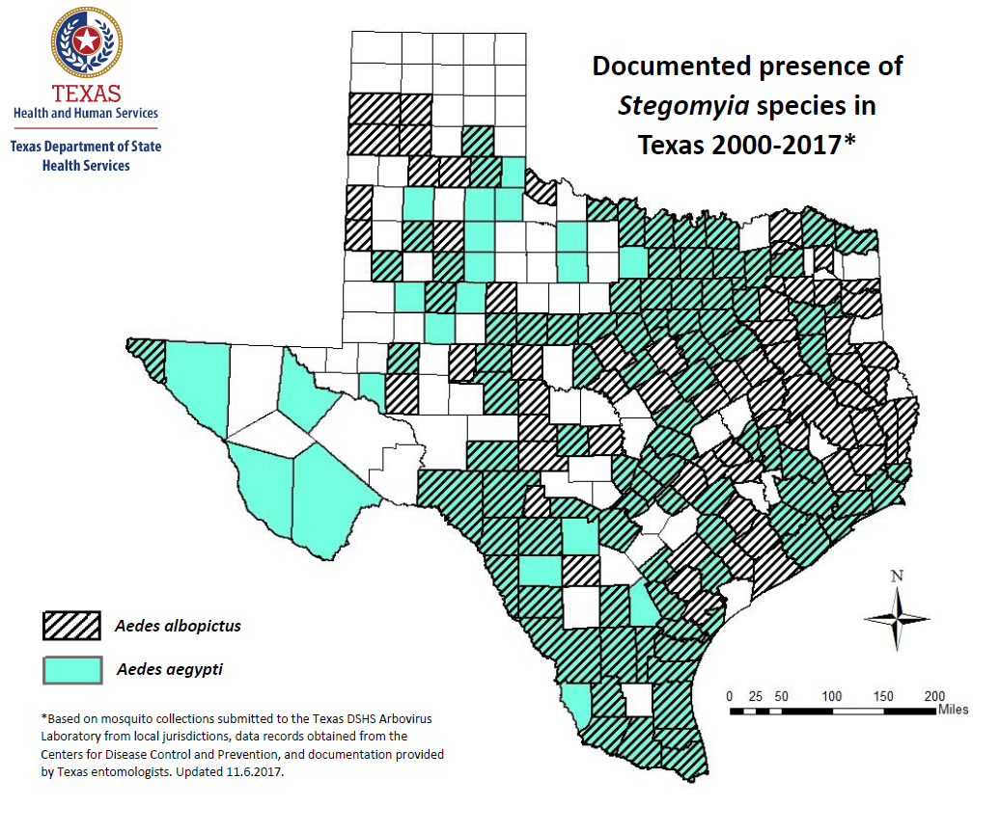 TEXAS
Health and Human Services
Texas Department of State
Health Services
Documented presence of
Stegomyia species in
Texas 2000-2017*
Aedes albopictus
Aedes aegypti
*Based on mosquito collections submitted to the Texas DSHS Arbovirus
Laboratory from local jurisdictions, data records obtained from the
Centers for Disease Control and Prevention, and documentation provided
by Texas entomologists. Updated 11.6.2017.
N
0 25 50 100 150 200
Miles